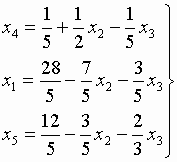 x₄ = 1/5 + 1/2 x₂ − 1/5 x₃
x₁ = 28/5 − 7/5 x₂ − 3/5 x₃
x₅ = 12/5 − 3/5 x₂ − 2/3 x₃